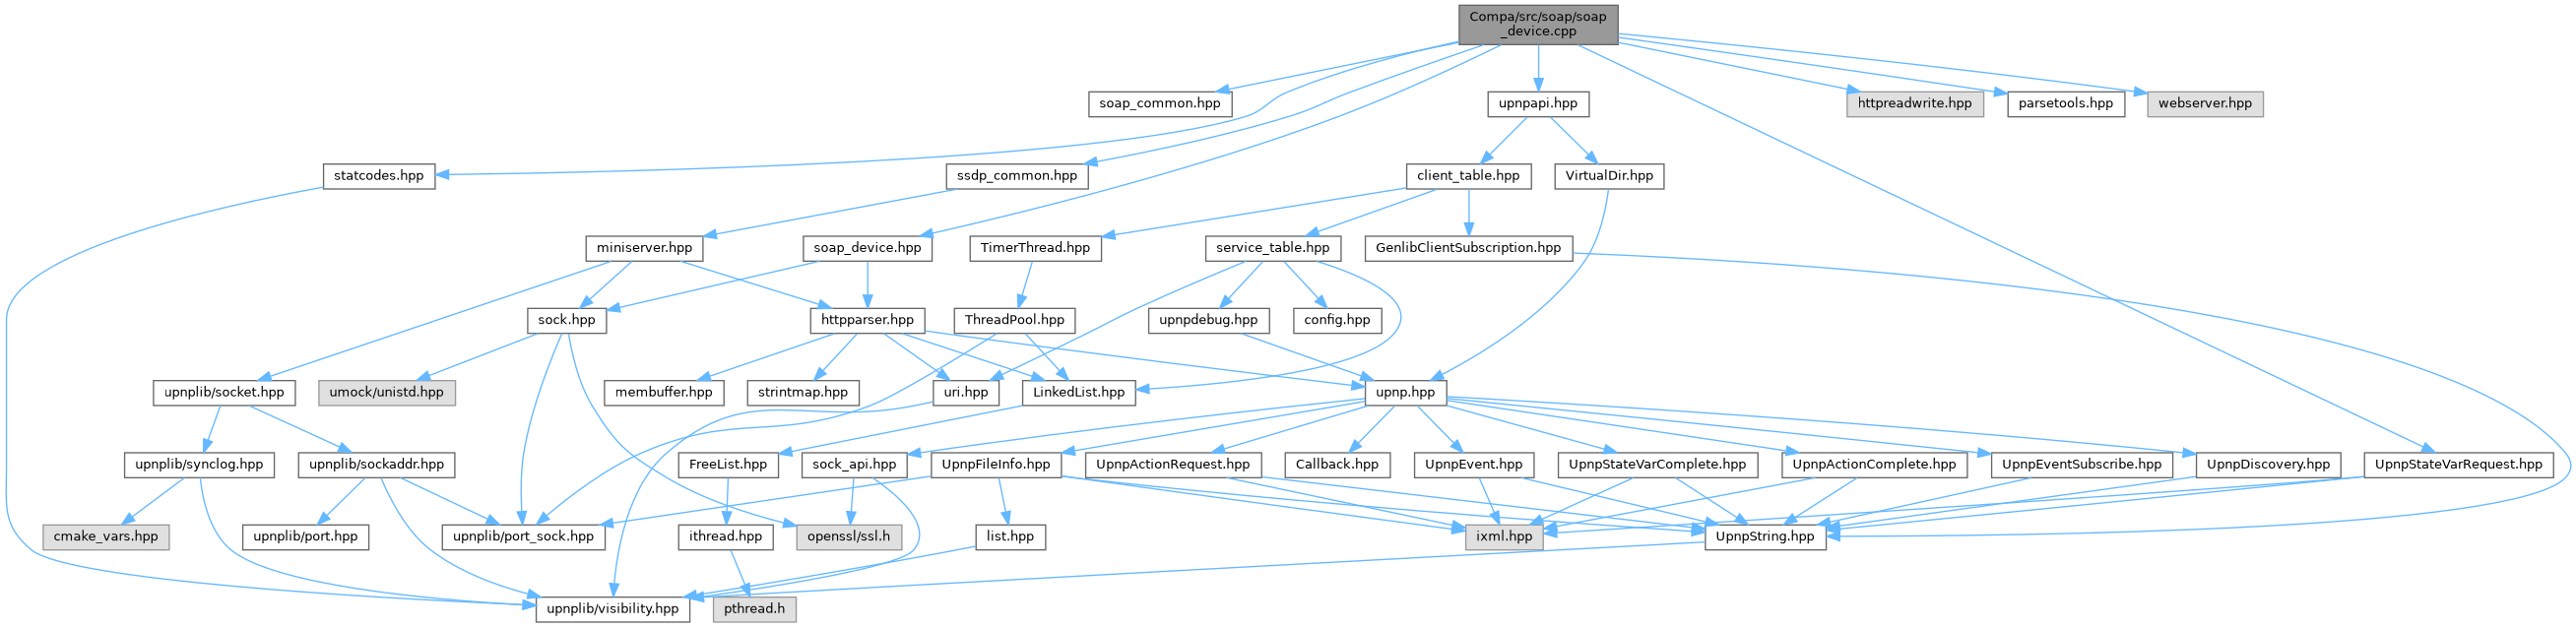 Compa/src/soap/soap
_device.cpp
soap_common.hpp
upnpapi.hpp
httpreadwrite.hpp
parsetools.hpp
webserver.hpp
statcodes.hpp
ssdp_common.hpp
client_table.hpp
VirtualDir.hpp
miniserver.hpp
soap_device.hpp
TimerThread.hpp
service_table.hpp
GenlibClientSubscription.hpp
sock.hpp
httpparser.hpp
ThreadPool.hpp
upnpdebug.hpp
config.hpp
upnplib/socket.hpp
umock/unistd.hpp
membuffer.hpp
strintmap.hpp
uri.hpp
LinkedList.hpp
upnp.hpp
upnplib/synclog.hpp
upnplib/sockaddr.hpp
FreeList.hpp
sock_api.hpp
UpnpFileInfo.hpp
UpnpActionRequest.hpp
Callback.hpp
UpnpEvent.hpp
UpnpStateVarComplete.hpp
UpnpActionComplete.hpp
UpnpEventSubscribe.hpp
UpnpDiscovery.hpp
UpnpStateVarRequest.hpp
cmake_vars.hpp
upnplib/port.hpp
upnplib/port_sock.hpp
ithread.hpp
openssl/ssl.h
list.hpp
ixml.hpp
UpnpString.hpp
upnplib/visibility.hpp
pthread.h